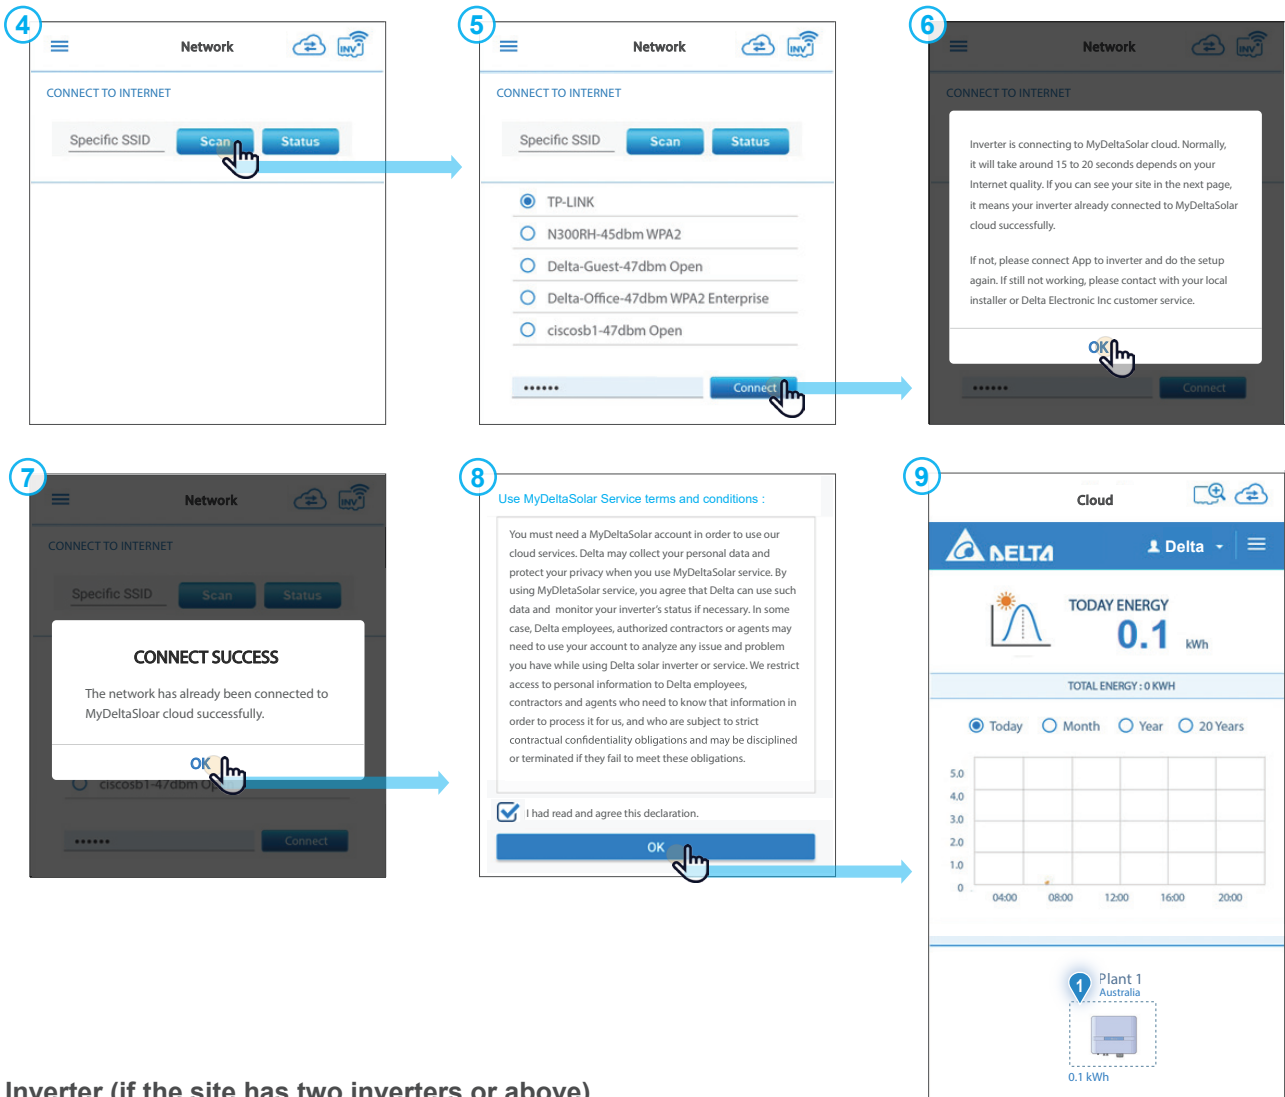 4
Network
INV
CONNECT TO INTERNET
Specific SSID
Scan
Status
5
Network
INV
CONNECT TO INTERNET
Specific SSID
Scan
Status
TP-LINK
N300RH-45dbm WPA2
Delta-Guest-47dbm Open
Delta-Office-47dbm WPA2 Enterprise
ciscosb1-47dbm Open
••••••
Connect
6
Network
INV
CONNECT TO INTERNET
Inverter is connecting to MyDeltaSolar cloud. Normally,
it will take around 15 to 20 seconds depends on your
Internet quality. If you can see your site in the next page,
it means your inverter already connected to MyDeltaSolar
cloud successfully.
If not, please connect App to inverter and do the setup
again. If still not working, please contact with your local
installer or Delta Electronic Inc customer service.
OK
••••••
Connect
7
Network
INV
CONNECT TO INTERNET
Specific SSID
Scan
Status
CONNECT SUCCESS
The network has already been connected to
MyDeltaSloar cloud successfully.
OK
ciscosb1-47dbm Op
••••••
Connect
8
Use MyDeltaSolar Service terms and conditions :
You must need a MyDeltaSolar account in order to use our
cloud services. Delta may collect your personal data and
protect your privacy when you use MyDeltaSolar service. By
using MyDletaSolar service, you agree that Delta can use such
data and monitor your inverter's status if necessary. In some
case, Delta employees, authorized contractors or agents may
need to use your account to analyze any issue and problem
you have while using Delta solar inverter or service. We restrict
access to personal information to Delta employees,
contractors and agents who need to know that information in
order to process it for us, and who are subject to strict
contractual confidentiality obligations and may be disciplined
or terminated if they fail to meet these obligations.
I had read and agree this declaration.
OK
9
Cloud
DELTA
Delta
TODAY ENERGY
0.1 kWh
TOTAL ENERGY : 0 KWH
Today Month Year 20 Years
5.0
4.0
3.0
2.0
1.0
0
04:00 08:00 12:00 16:00 20:00
1
Plant 1
Australia
0.1 kWh
Inverter (if the site has two inverters or above)